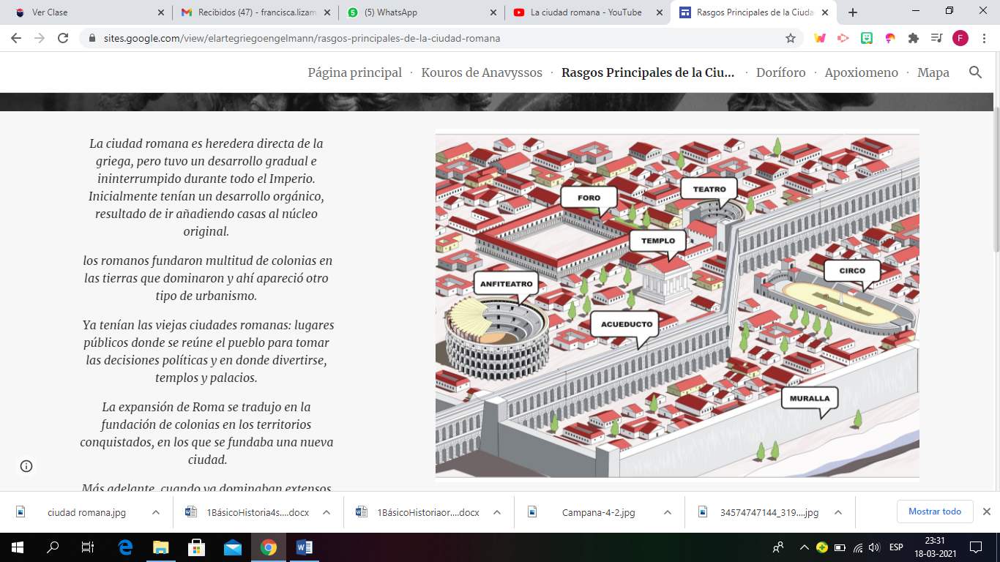 Ver Clase
Recibidos (47) - francisca.lizam
(5) WhatsApp
La ciudad romana - YouTube
Rasgos Principales de la Ciuda
sites.google.com/view/elartegriegoengelmann/rasgos-principales-de-la-ciudad-romana
F
Página principal · Kouros de Anavyssos · Rasgos Principales de la Ciu... · Doríforo · Apoxiomeno · Mapa
La ciudad romana es heredera directa de la
griega, pero tuvo un desarrollo gradual e
ininterrumpido durante todo el Imperio.
Inicialmente tenían un desarrollo orgánico,
resultado de ir añadiendo casas al núcleo
original.
los romanos fundaron multitud de colonias en
las tierras que dominaron y ahí apareció otro
tipo de urbanismo.
Ya tenían las viejas ciudades romanas: lugares
públicos donde se reúne el pueblo para tomar
las decisiones políticas y en donde divertirse,
templos y palacios.
La expansión de Roma se tradujo en la
fundación de colonias en los territorios
conquistados, en los que se fundaba una nueva
ciudad.
Más adelante, cuando ya dominaban extensos
TEATRO
FORO
TEMPLO
CIRCO
ANFITEATRO
ACUEDUCTO
MURALLA
ciudad romana.jpg
1BásicoHistoria4s....docx
1BásicoHistoriaor....docx
Campana-4-2.jpg
34574747144_319....jpg
Mostrar todo
ESP
23:31
18-03-2021